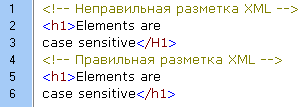 1 <!-- Неправильная разметка XML -->
2 <h1>Elements are
3 case sensitive</H1>
4 <!-- Правильная разметка XML -->
5 <h1>Elements are
6 case sensitive</h1>